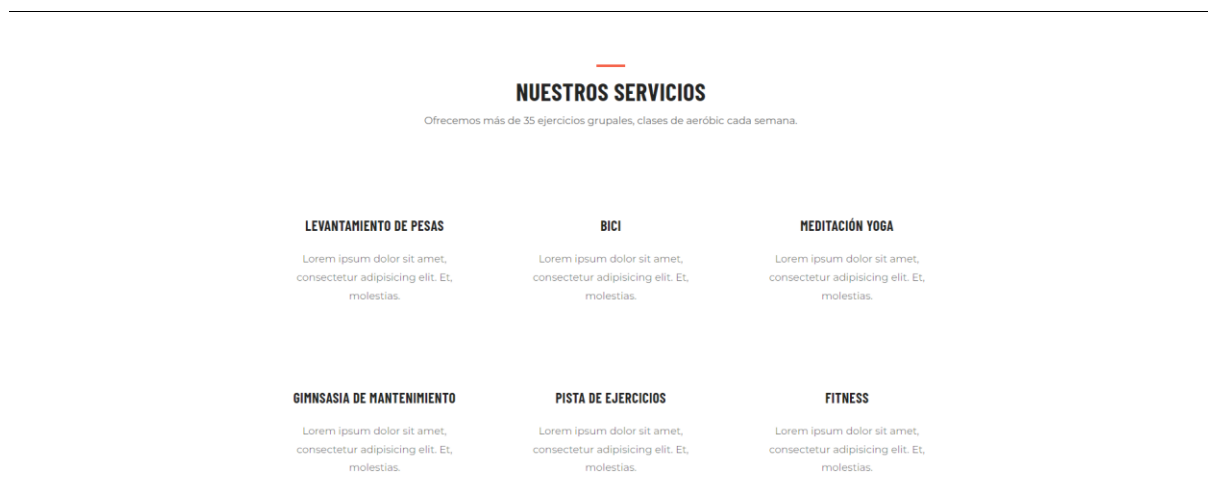 NUESTROS SERVICIOS
Ofrecemos más de 35 ejercicios grupales, clases de aeróbic cada semana.
LEVANTAMIENTO DE PESAS
Lorem ipsum dolor sit amet,
consectetur adipisicing elit. Et,
molestias.
BICI
Lorem ipsum dolor sit amet,
consectetur adipisicing elit. Et,
molestias.
MEDITACIÓN YOGA
Lorem ipsum dolor sit amet,
consectetur adipisicing elit. Et,
molestias.
GIMNSASIA DE MANTENIMIENTO
Lorem ipsum dolor sit amet,
consectetur adipisicing elit. Et,
molestias.
PISTA DE EJERCICIOS
Lorem ipsum dolor sit amet,
consectetur adipisicing elit. Et,
molestias.
FITNESS
Lorem ipsum dolor sit amet,
consectetur adipisicing elit. Et,
molestias.